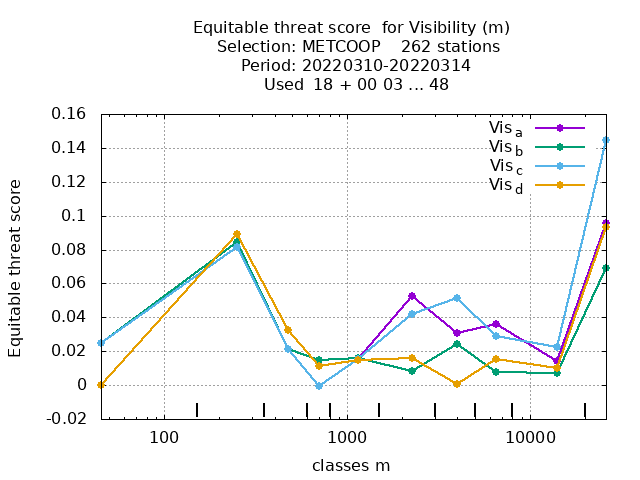 Equitable threat score  for Visibility (m)
Selection: METCOOP    262 stations
Period: 20220310-20220314
Used  18 + 00 03 ... 48
Vis a
Vis b
Vis c
Vis d
0.16
0.14
0.12
0.1
0.08
0.06
0.04
0.02
0
-0.02
Equitable threat score
100
1000
10000
classes m